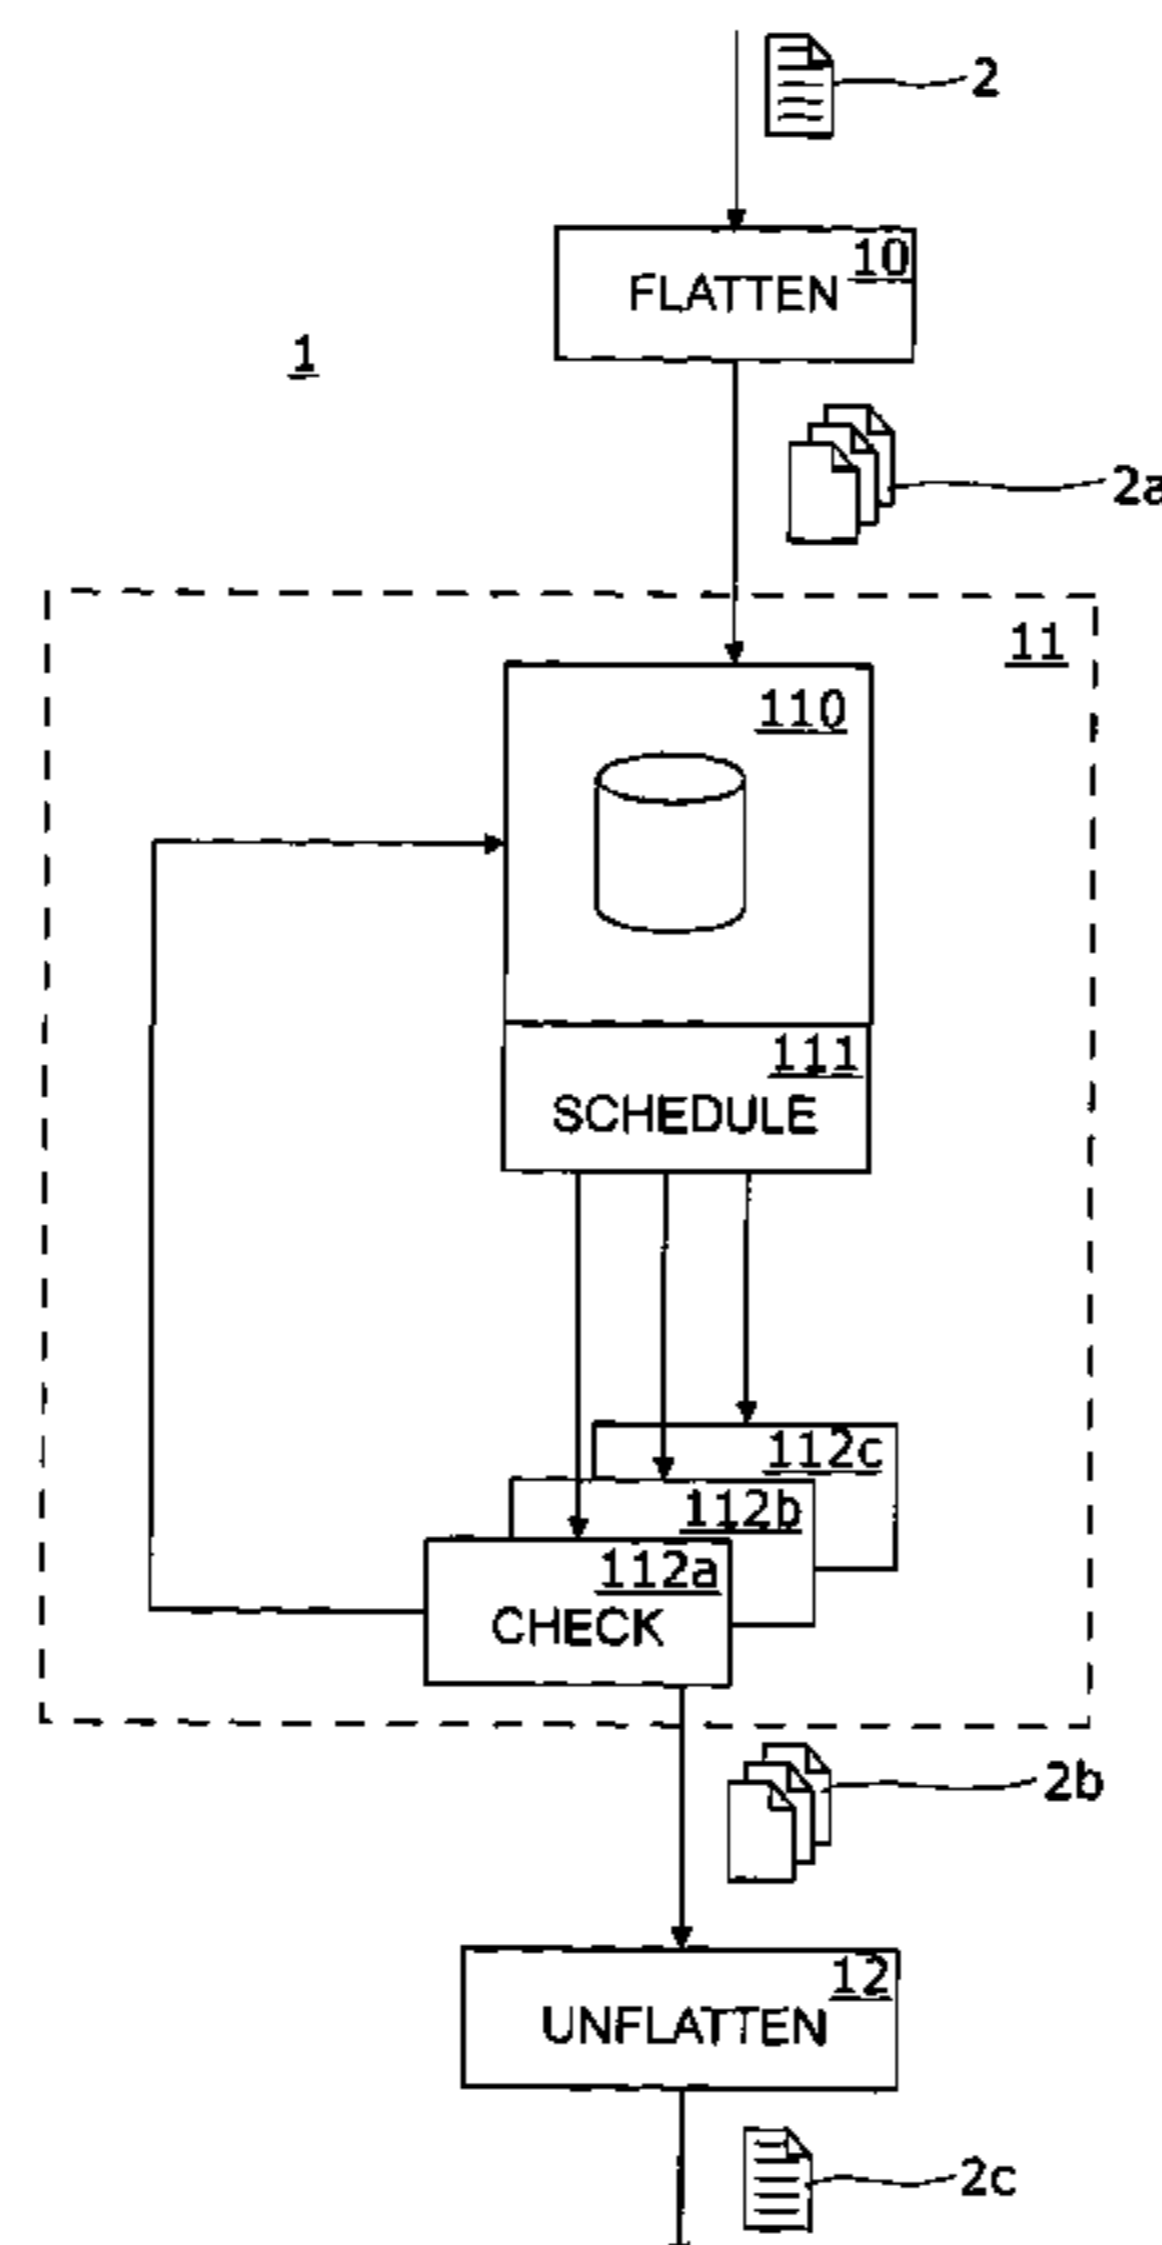 2
10
FLATTEN
1
2a
11
110
111
SCHEDULE
112c
112b
112a
CHECK
2b
12
UNFLATTEN
2c